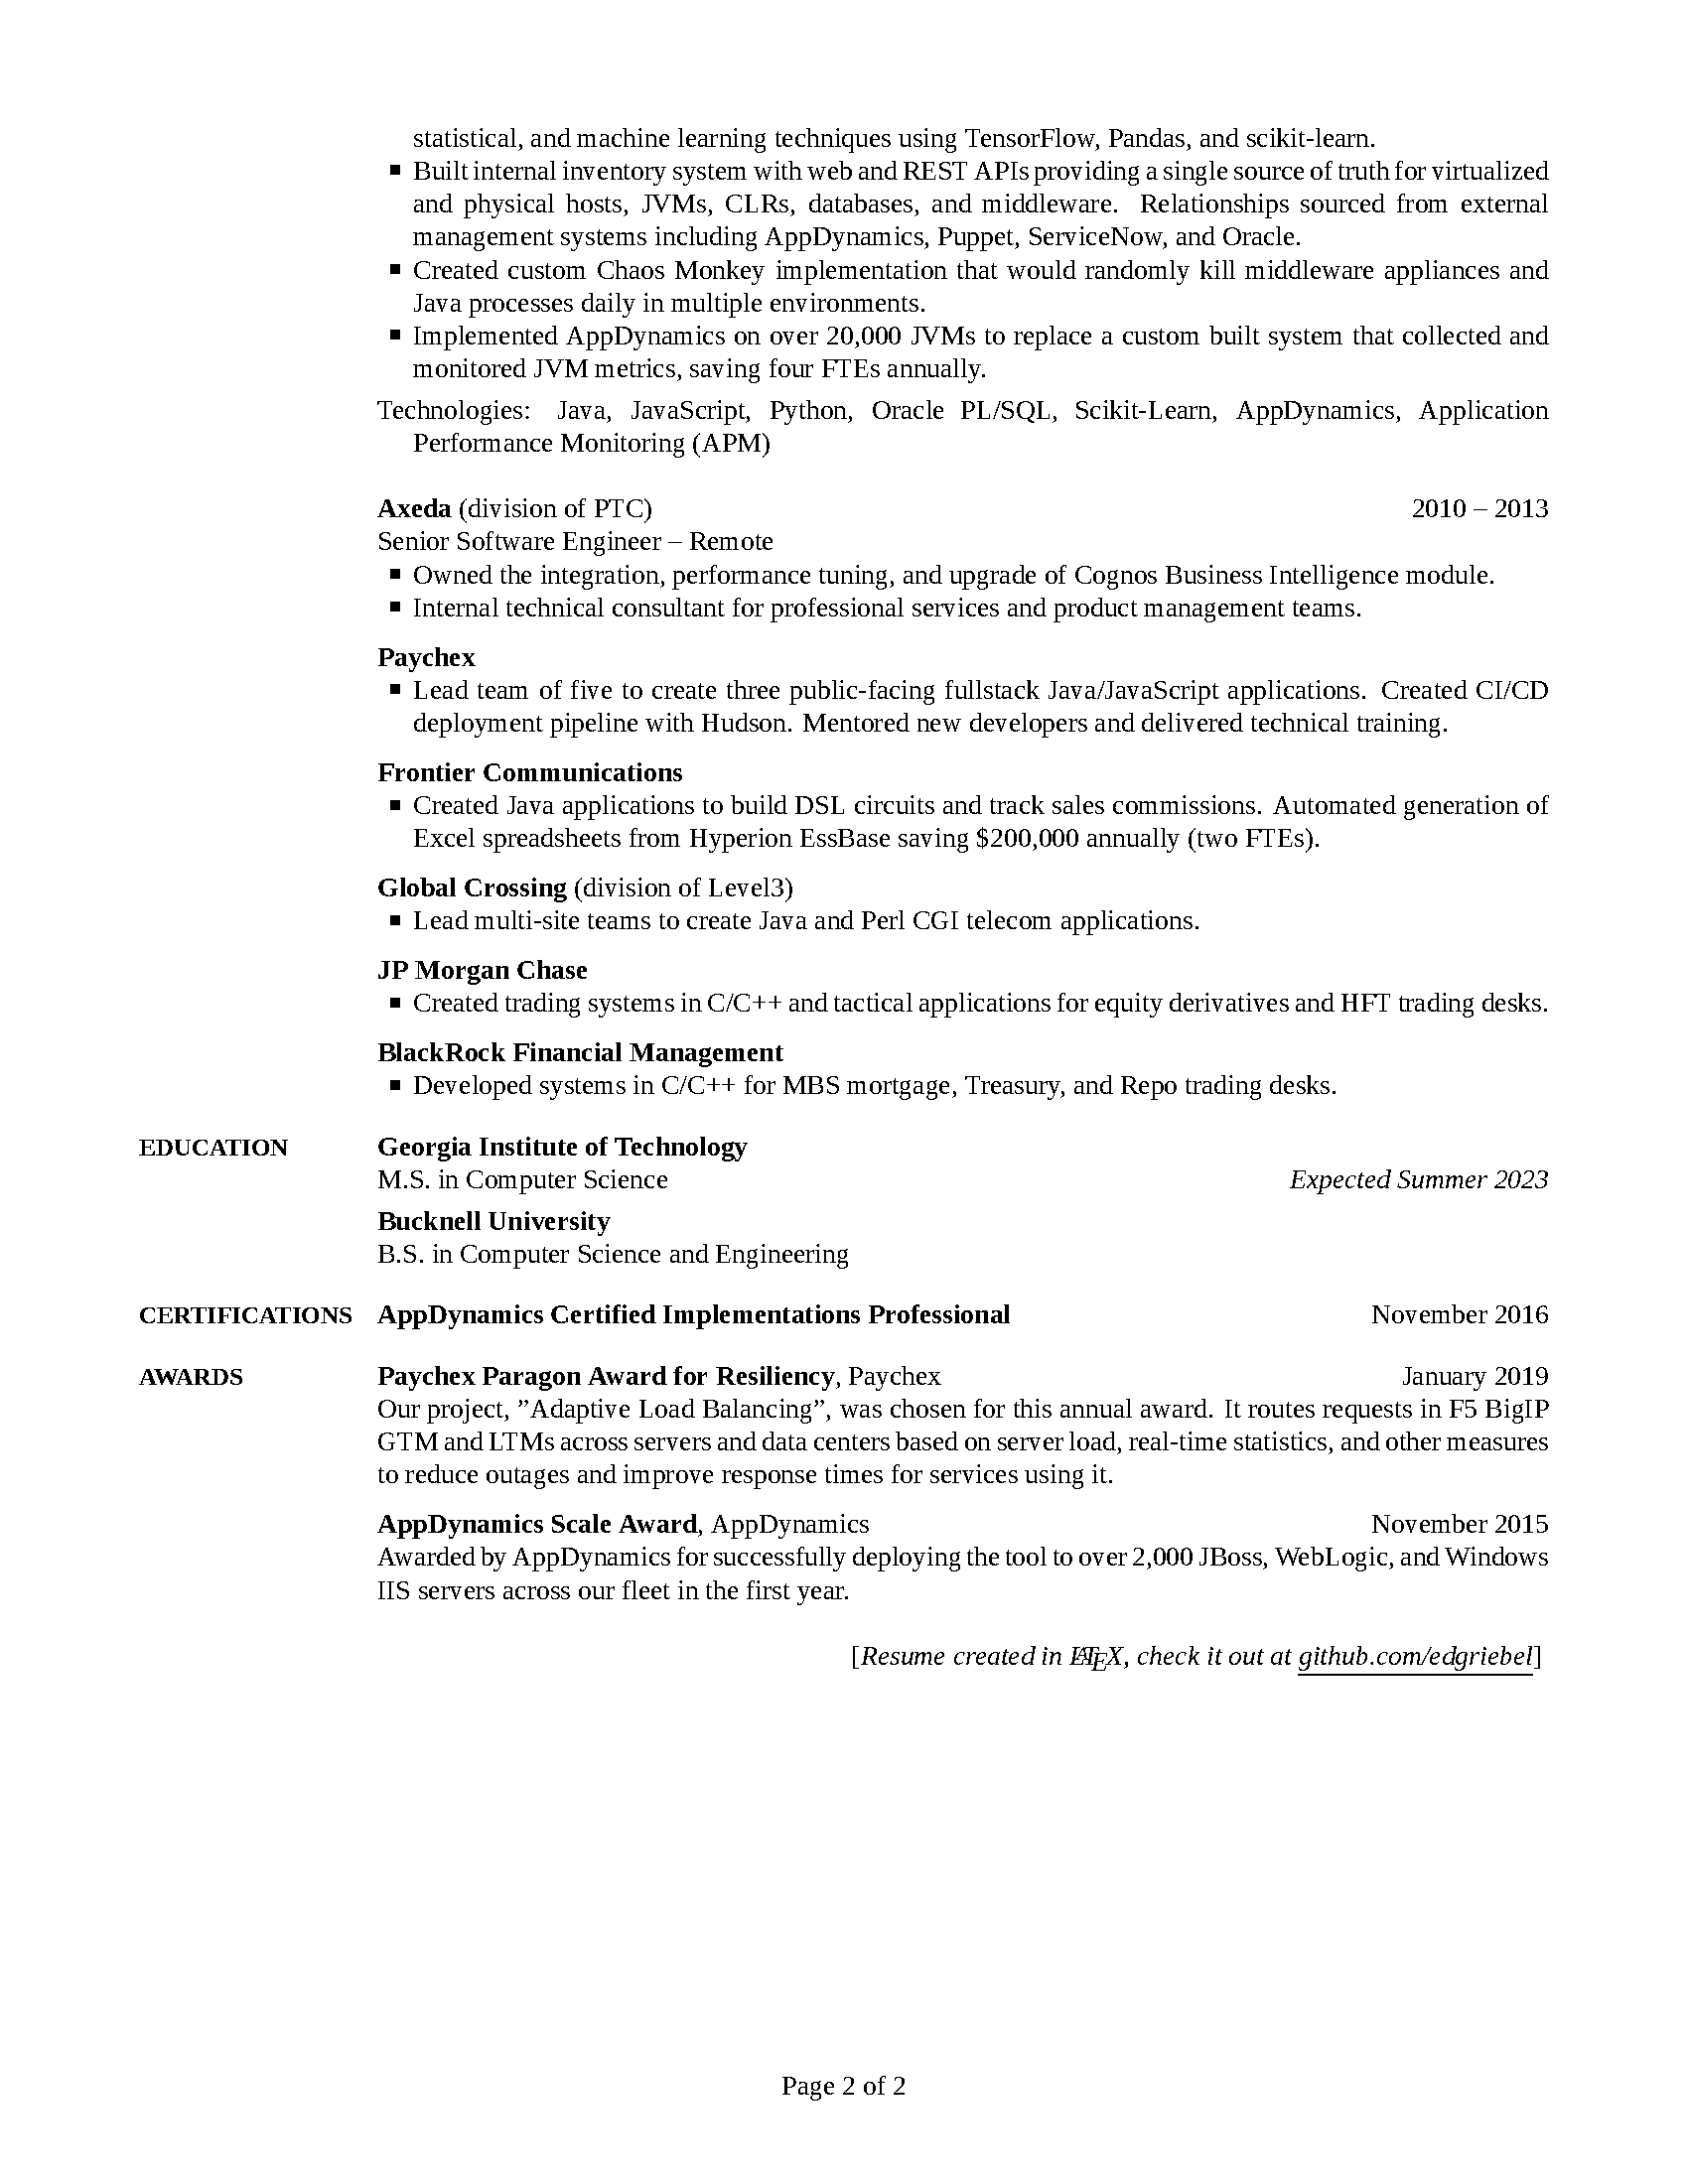 statistical, and machine learning techniques using TensorFlow, Pandas, and scikit-learn.
▪ Built internal inventory system with web and REST APIs providing a single source of truth for virtualized
and physical hosts, JVMs, CLRs, databases, and middleware. Relationships sourced from external
management systems including AppDynamics, Puppet, ServiceNow, and Oracle.
▪ Created custom Chaos Monkey implementation that would randomly kill middleware appliances and
Java processes daily in multiple environments.
▪ Implemented AppDynamics on over 20,000 JVMs to replace a custom built system that collected and
monitored JVM metrics, saving four FTEs annually.
Technologies: Java, JavaScript, Python, Oracle PL/SQL, Scikit-Learn, AppDynamics, Application
Performance Monitoring (APM)
Axeda (division of PTC) 2010 – 2013
Senior Software Engineer – Remote
▪ Owned the integration, performance tuning, and upgrade of Cognos Business Intelligence module.
▪ Internal technical consultant for professional services and product management teams.
Paychex
▪ Lead team of five to create three public-facing fullstack Java/JavaScript applications. Created CI/CD
deployment pipeline with Hudson. Mentored new developers and delivered technical training.
Frontier Communications
▪ Created Java applications to build DSL circuits and track sales commissions. Automated generation of
Excel spreadsheets from Hyperion EssBase saving $200,000 annually (two FTEs).
Global Crossing (division of Level3)
▪ Lead multi-site teams to create Java and Perl CGI telecom applications.
JP Morgan Chase
▪ Created trading systems in C/C++ and tactical applications for equity derivatives and HFT trading desks.
BlackRock Financial Management
▪ Developed systems in C/C++ for MBS mortgage, Treasury, and Repo trading desks.
EDUCATION Georgia Institute of Technology
M.S. in Computer Science Expected Summer 2023
Bucknell University
B.S. in Computer Science and Engineering
CERTIFICATIONS AppDynamics Certified Implementations Professional November 2016
AWARDS Paychex Paragon Award for Resiliency, Paychex January 2019
Our project, ”Adaptive Load Balancing”, was chosen for this annual award. It routes requests in F5 BigIP
GTM and LTMs across servers and data centers based on server load, real-time statistics, and other measures
to reduce outages and improve response times for services using it.
AppDynamics Scale Award, AppDynamics November 2015
Awarded by AppDynamics for successfully deploying the tool to over 2,000 JBoss, WebLogic, and Windows
IIS servers across our fleet in the first year.
[Resume created in LATEX, check it out at github.com/edgriebel]
Page 2 of 2